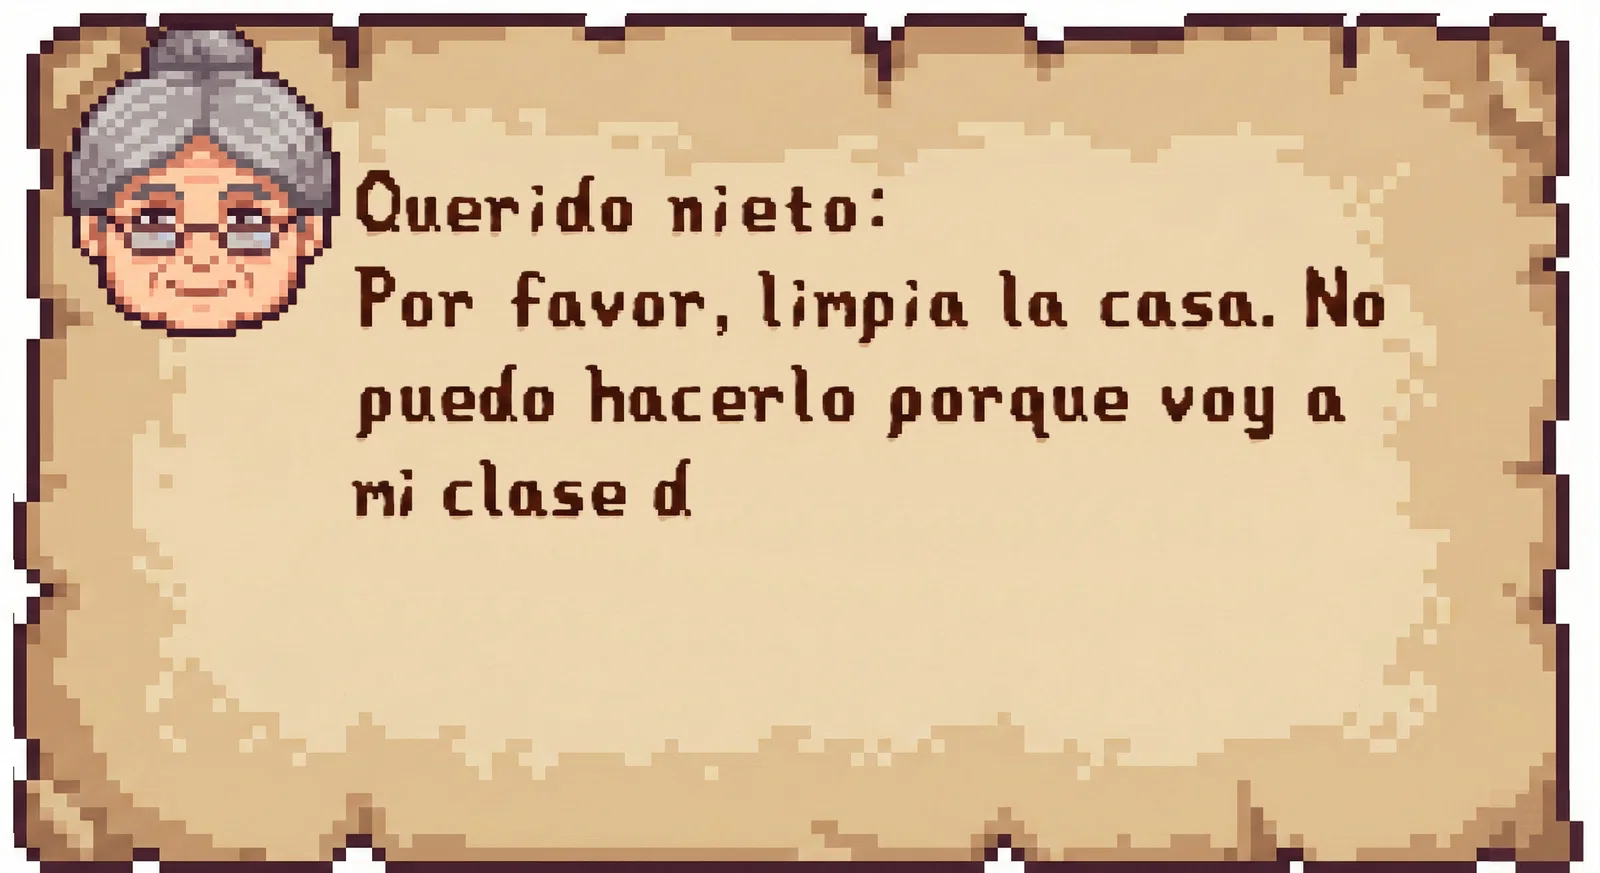 Querido nieto:
Por favor, limpia la casa. No
puedo hacerlo porque voy a
mi clase d